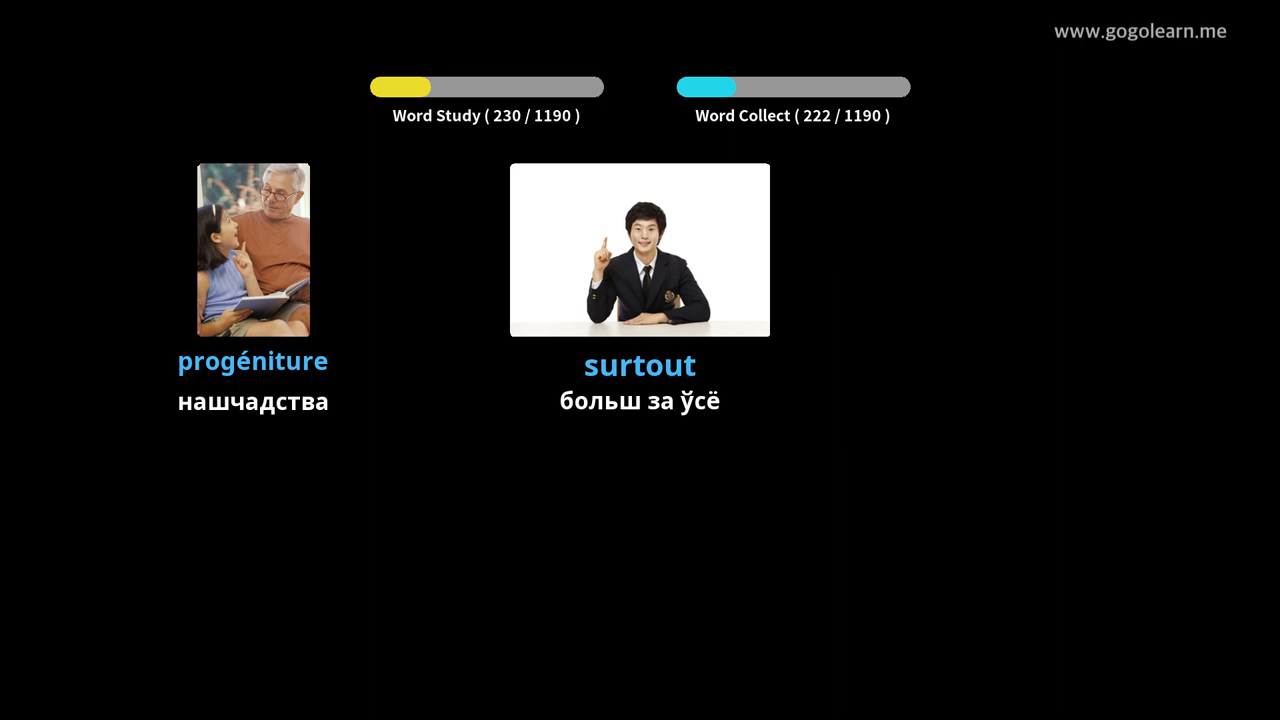 www.gogolearn.me
Word Study ( 230 / 1190 )
Word Collect ( 222 / 1190 )
progéniture
нашчадства
surtout
больш за ўсё